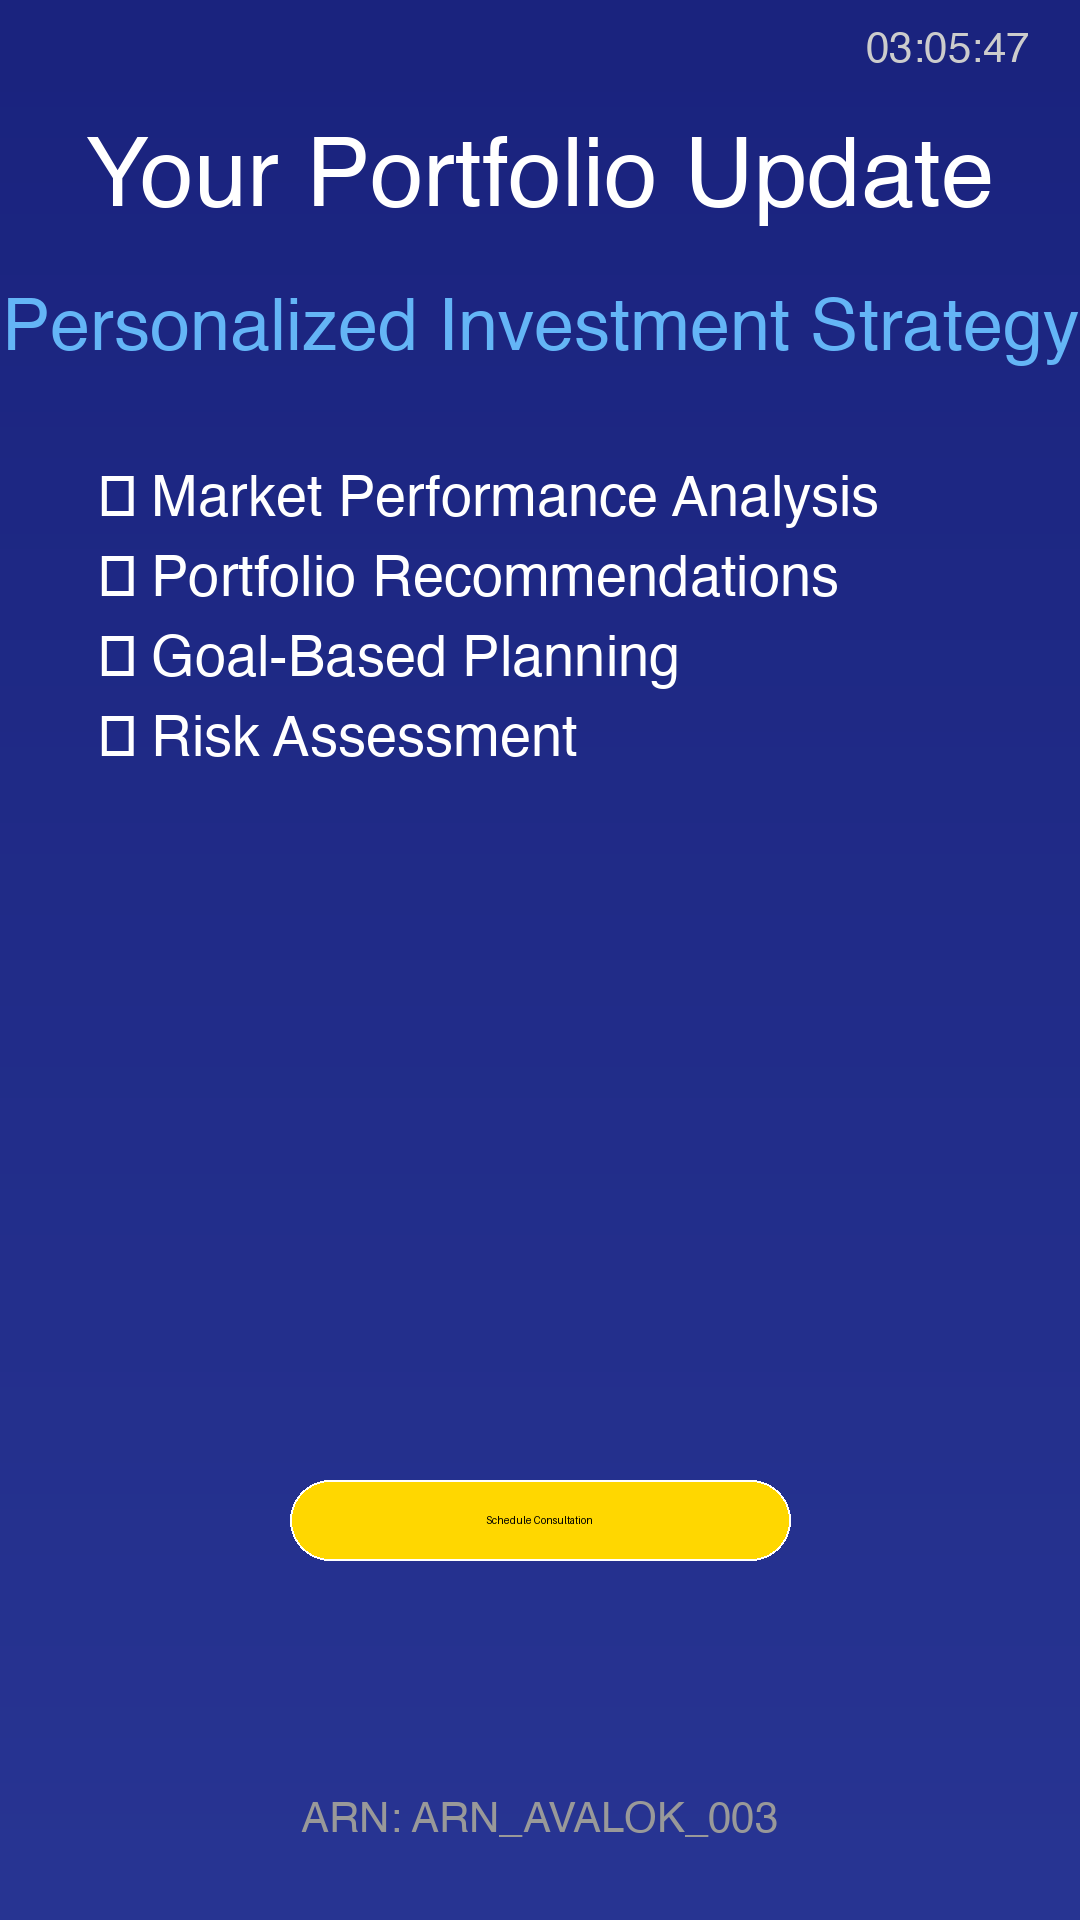 03:05:47
Your Portfolio Update
Personalized Investment Strategy
□ Market Performance Analysis
□ Portfolio Recommendations
□ Goal-Based Planning
□ Risk Assessment
Schedule Consultation
ARN: ARN_AVALOK_003